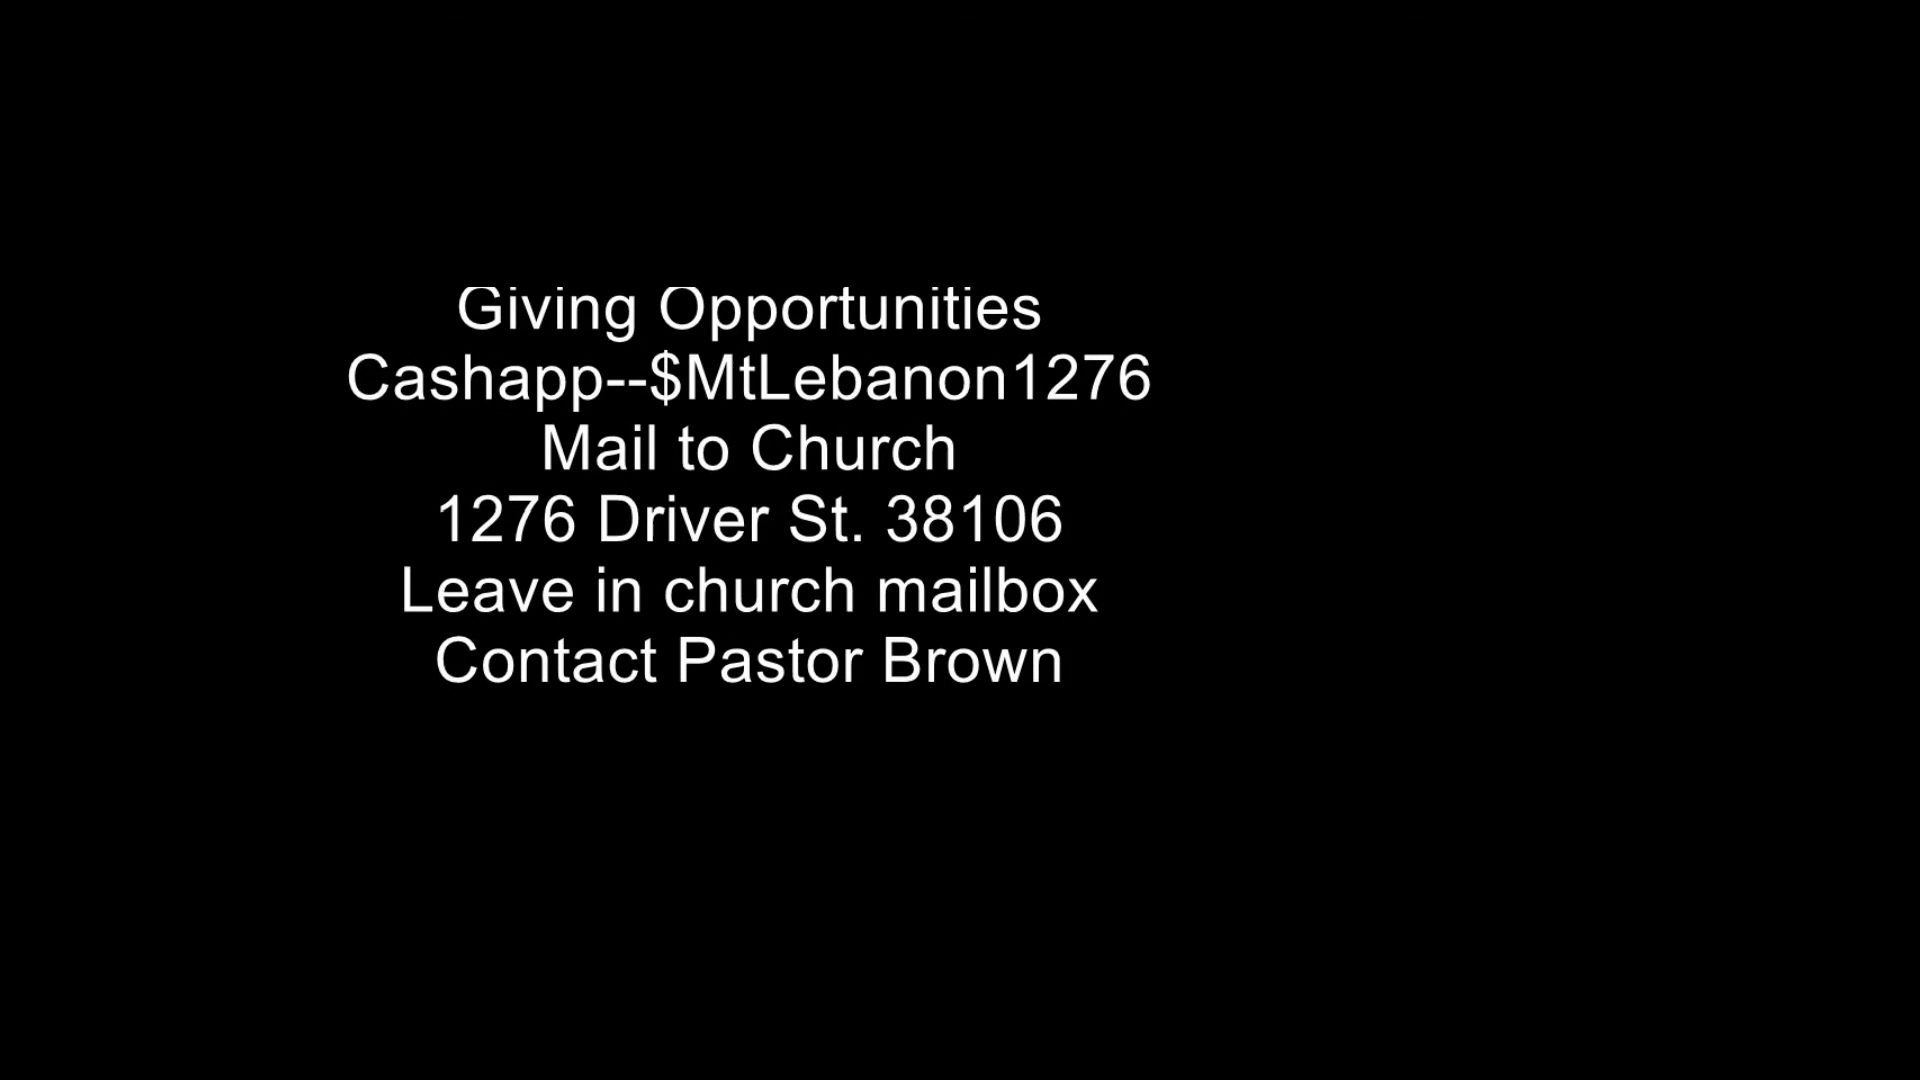 Giving Opportunities
Cashapp--$MtLebanon1276
Mail to Church
1276 Driver St. 38106
Leave in church mailbox
Contact Pastor Brown